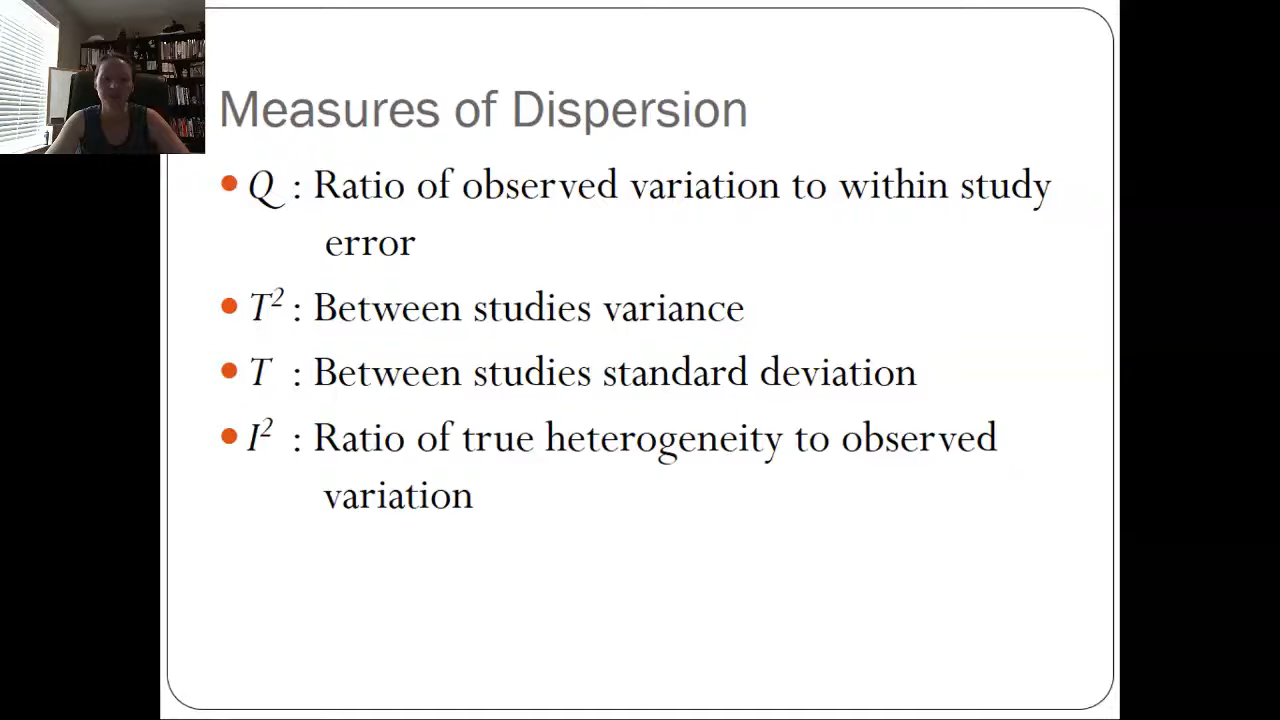 Measures of Dispersion
• Q : Ratio of observed variation to within study
error
• T² : Between studies variance
• T : Between studies standard deviation
• I² : Ratio of true heterogeneity to observed
variation